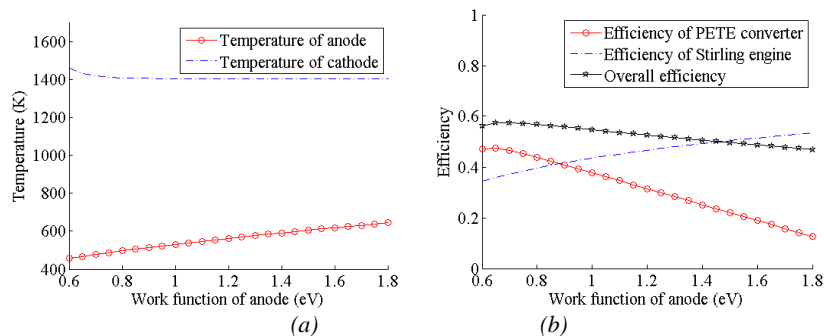 1600
1400
1200
1000
800
600
400
Temperature (K)
Temperature of anode
Temperature of cathode
0.6 0.8 1 1.2 1.4 1.6 1.8
Work function of anode (eV)
(a)
1
0.8
0.6
0.4
0.2
0
Efficiency
Efficiency of PETE converter
Efficiency of Stirling engine
Overall efficiency
0.6 0.8 1 1.2 1.4 1.6 1.8
Work function of anode (eV)
(b)